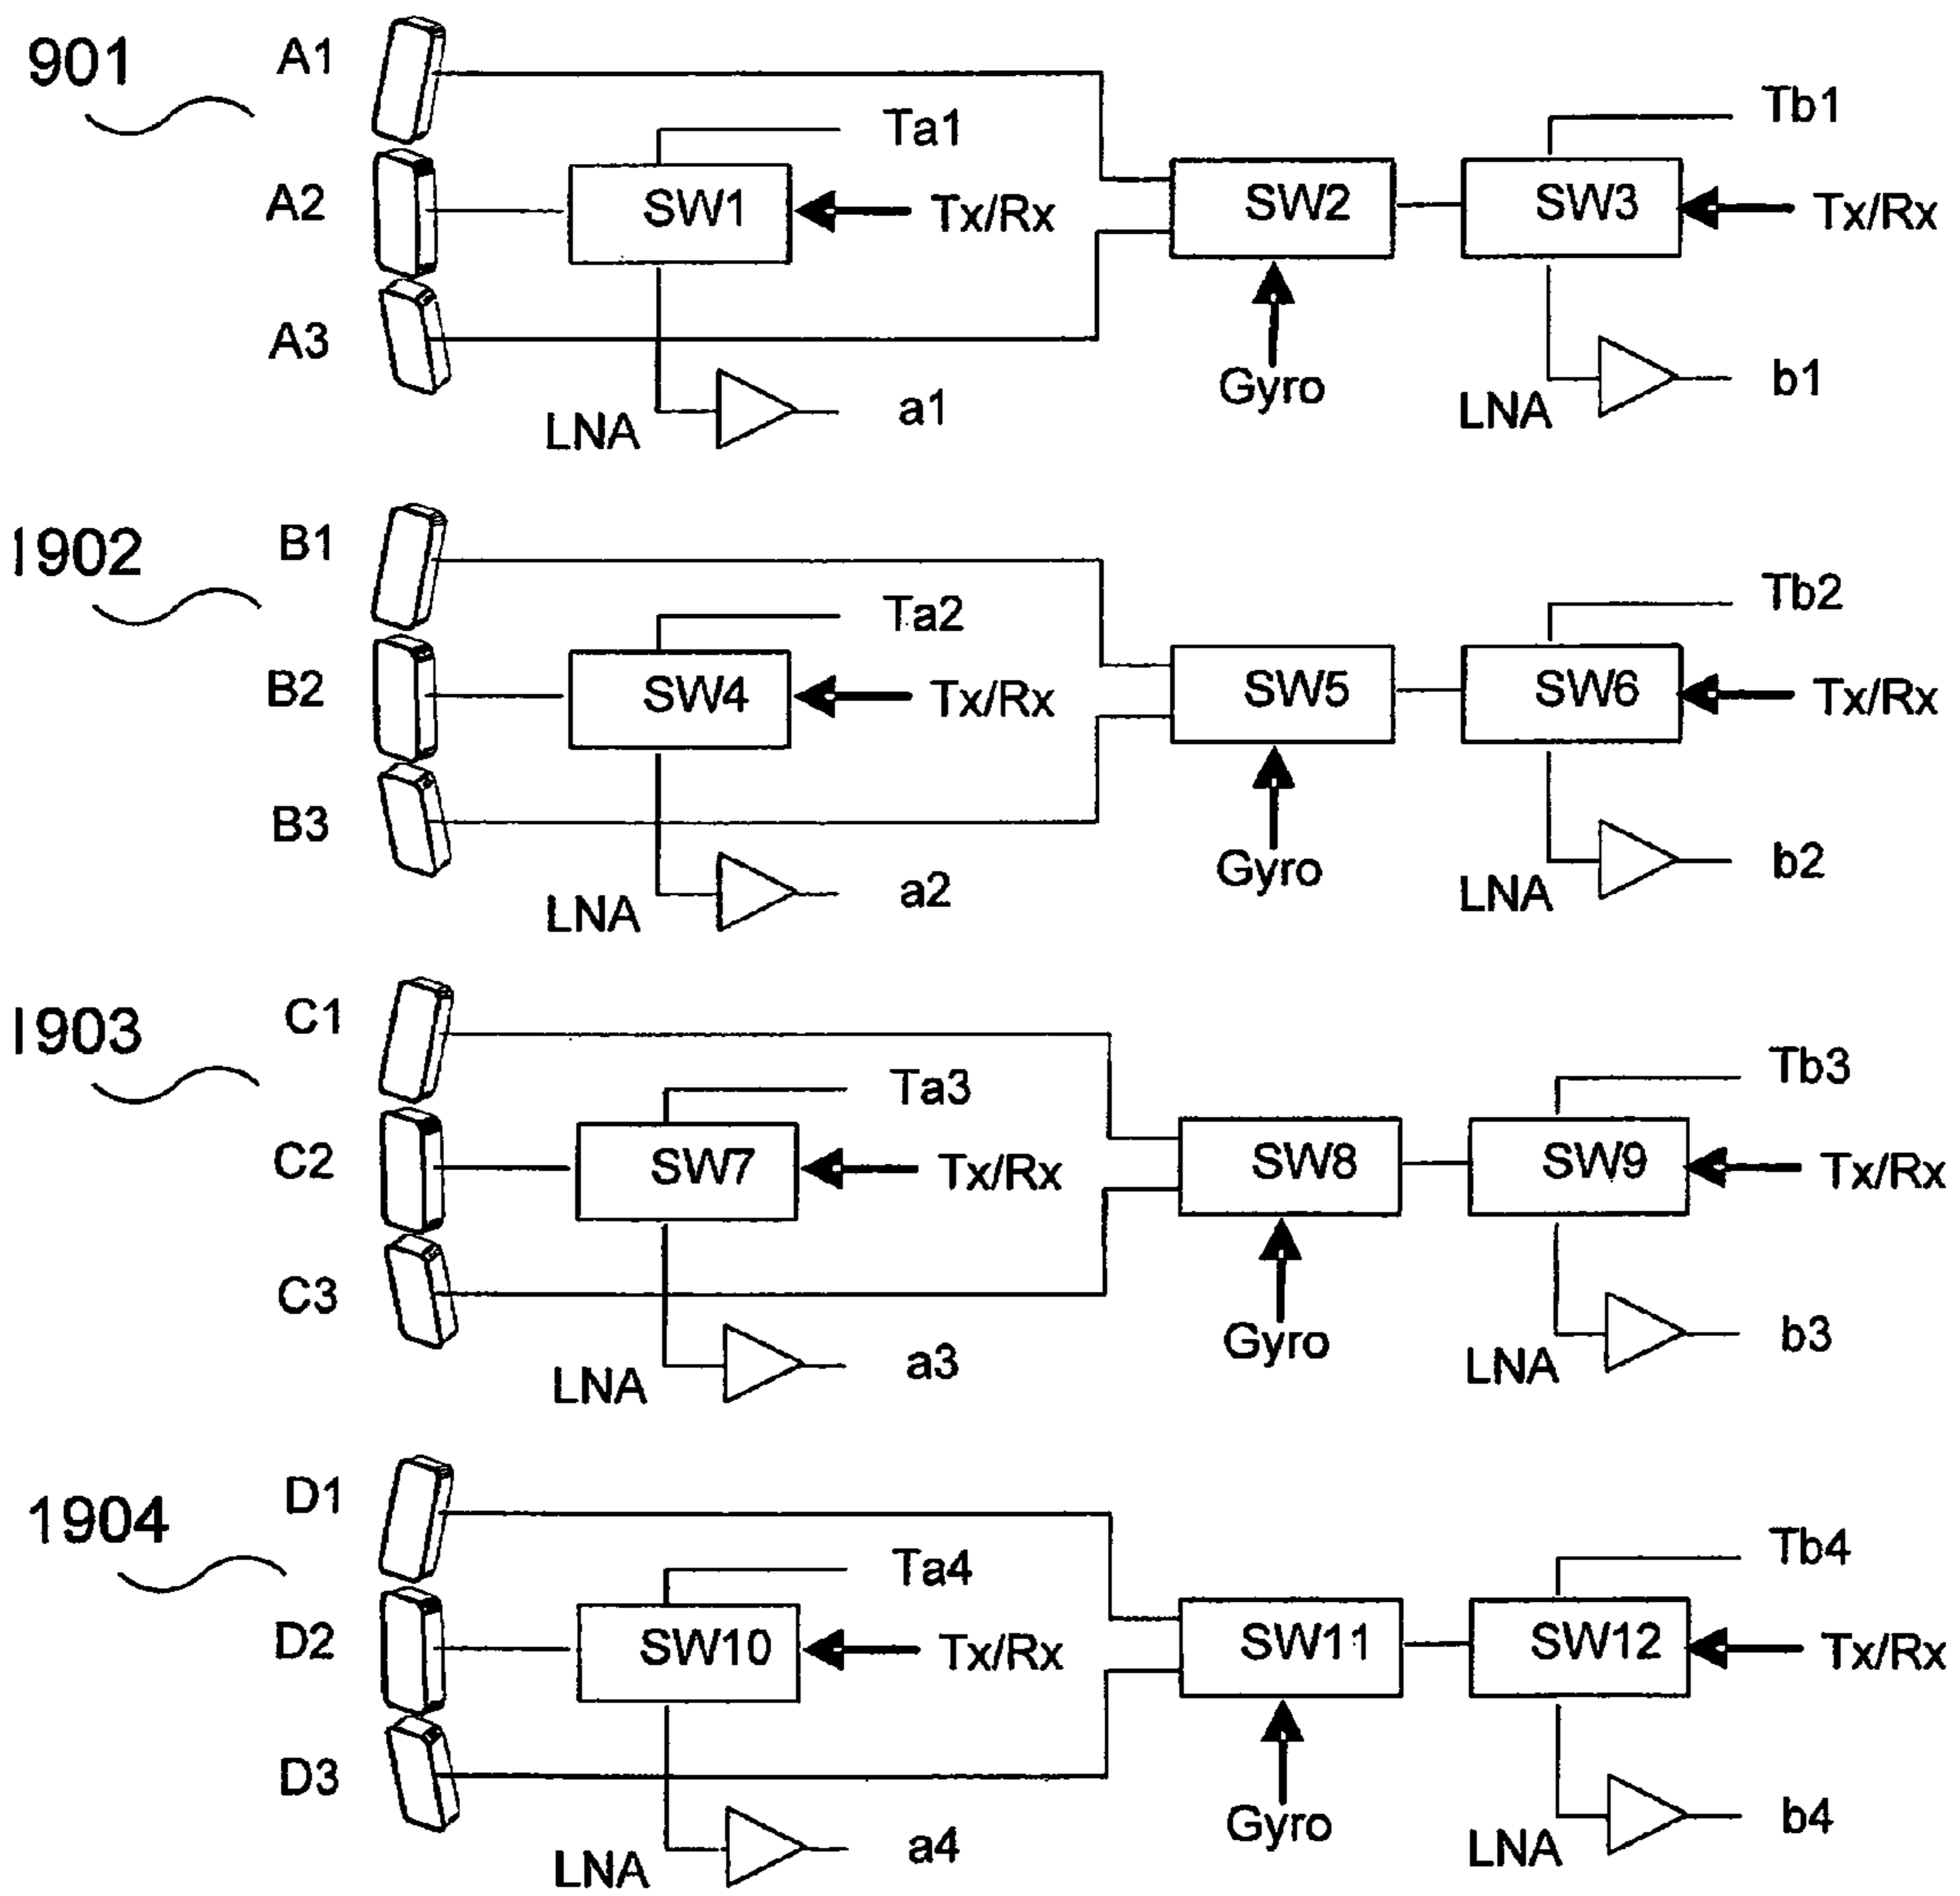 901
A1
Ta1
Tb1
A2
SW1
Tx/Rx
SW2
SW3
Tx/Rx
A3
Gyro
LNA
a1
LNA
b1
1902
B1
Ta2
Tb2
B2
SW4
Tx/Rx
SW5
SW6
Tx/Rx
B3
Gyro
LNA
a2
LNA
b2
1903
C1
Ta3
Tb3
C2
SW7
Tx/Rx
SW8
SW9
Tx/Rx
C3
Gyro
LNA
a3
LNA
b3
1904
D1
Ta4
Tb4
D2
SW10
Tx/Rx
SW11
SW12
Tx/Rx
D3
Gyro
LNA
a4
LNA
b4